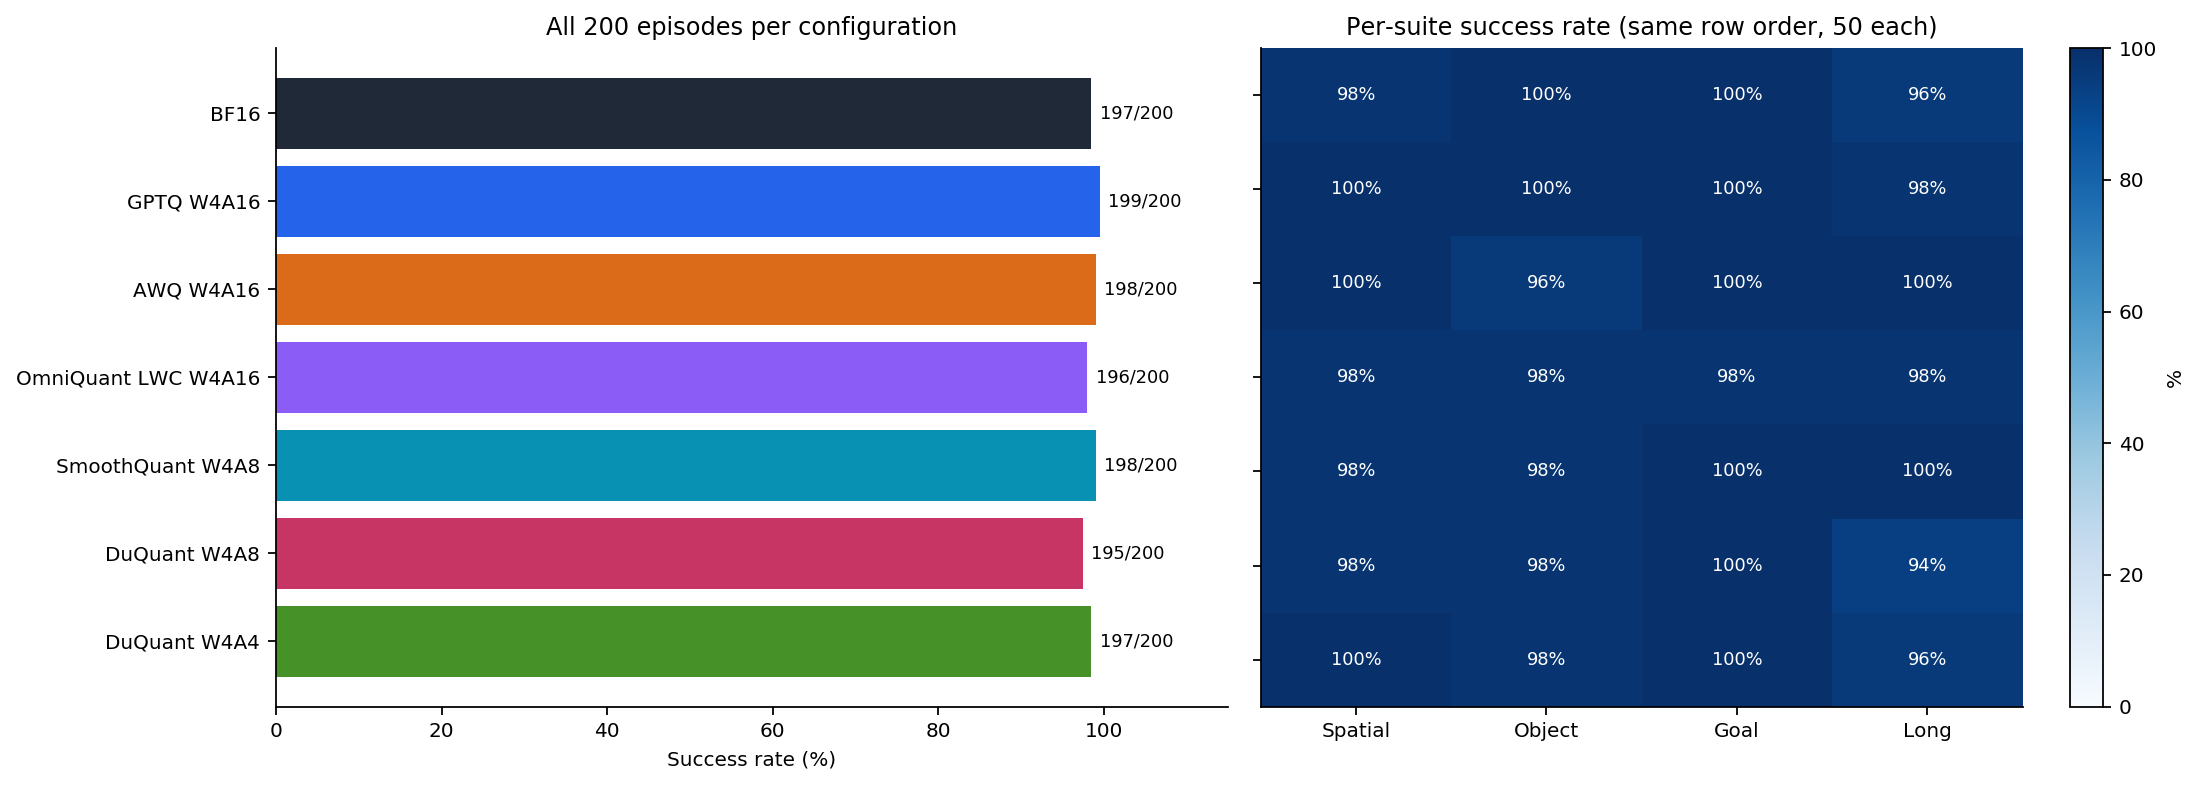 All 200 episodes per configuration
BF16
197/200
GPTQ W4A16
199/200
AWQ W4A16
198/200
OmniQuant LWC W4A16
196/200
SmoothQuant W4A8
198/200
DuQuant W4A8
195/200
DuQuant W4A4
197/200
0 20 40 60 80 100
Success rate (%)
Per-suite success rate (same row order, 50 each)
98% 100% 100% 96%
100% 100% 100% 98%
100% 96% 100% 100%
98% 98% 98% 98%
98% 98% 100% 100%
98% 98% 100% 94%
100% 98% 100% 96%
Spatial Object Goal Long
100
80
60
40
20
0
%